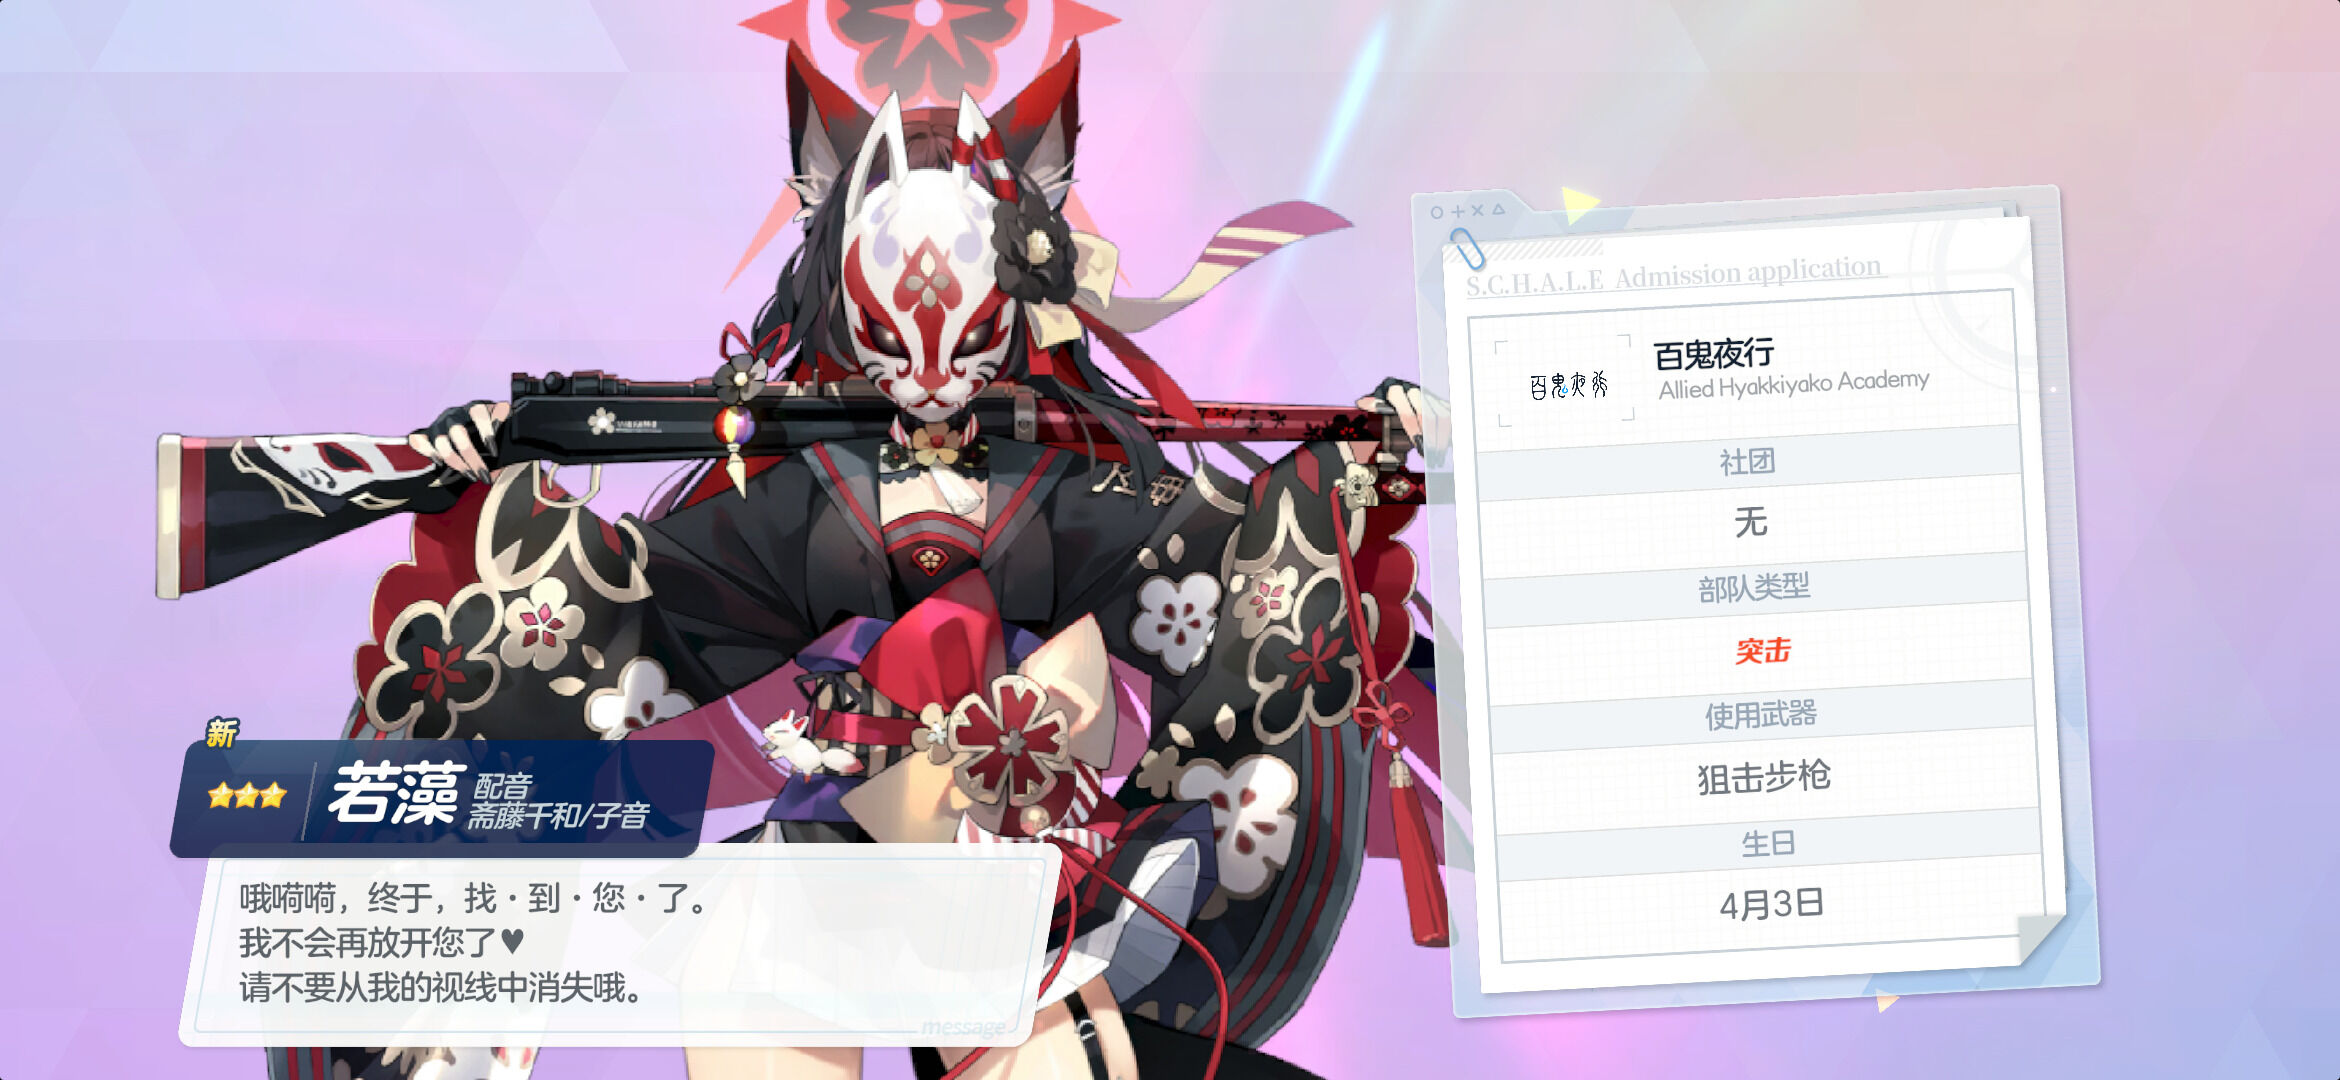 新
若藻
配音
斋藤千和/子音
哦嗬嗬，终于，找·到·您·了。
我不会再放开您了♥
请不要从我的视线中消失哦。
message
S.C.H.A.L.E Admission application
百鬼夜行
百鬼夜行
Allied Hyakkiyako Academy
社团
无
部队类型
突击
使用武器
狙击步枪
生日
4月3日